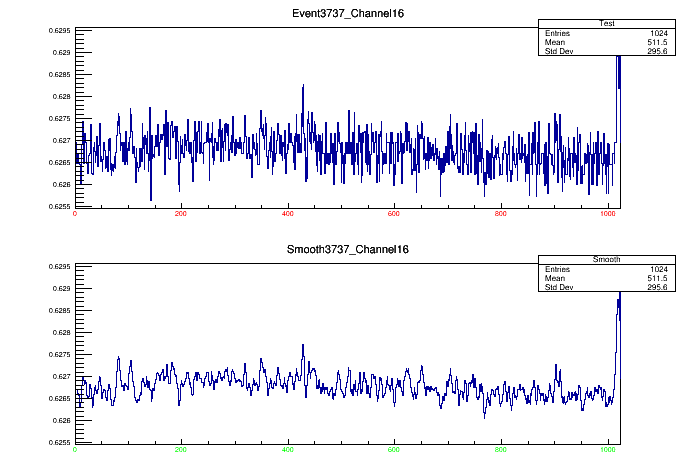 Event3737_Channel16
Test
Entries 1024
Mean 511.5
Std Dev 295.6
0.6295
0.629
0.6285
0.628
0.6275
0.627
0.6265
0.626
0.6255
0 200 400 600 800 1000
Smooth3737_Channel16
Smooth
Entries 1024
Mean 511.5
Std Dev 295.6
0.6295
0.629
0.6285
0.628
0.6275
0.627
0.6265
0.626
0.6255
0 200 400 600 800 1000